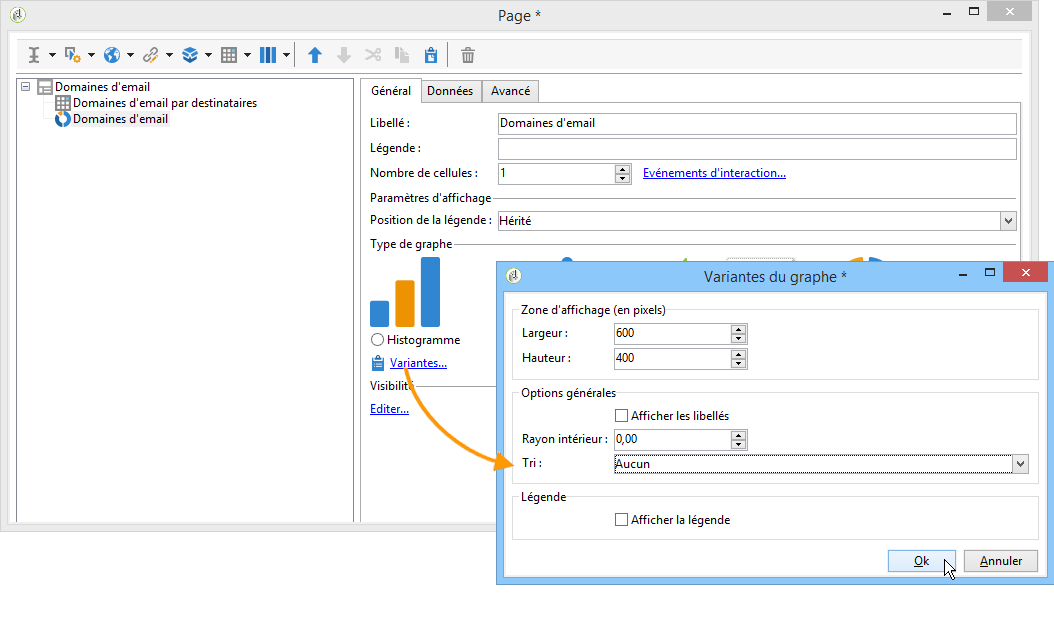 Page *
Domaines d'email
Domaines d'email par destinataires
Domaines d'email
Général Données Avancé
Libellé : Domaines d'email
Légende :
Nombre de cellules : 1 Evénements d'interaction...
Paramètres d'affichage
Position de la légende : Hérité
Type de graphe
Histogramme
Variantes...
Visibilité
Editer...
Variantes du graphe *
Zone d'affichage (en pixels)
Largeur : 600
Hauteur : 400
Options générales
Afficher les libellés
Rayon intérieur : 0,00
Tri : Aucun
Légende
Afficher la légende
Ok Annuler